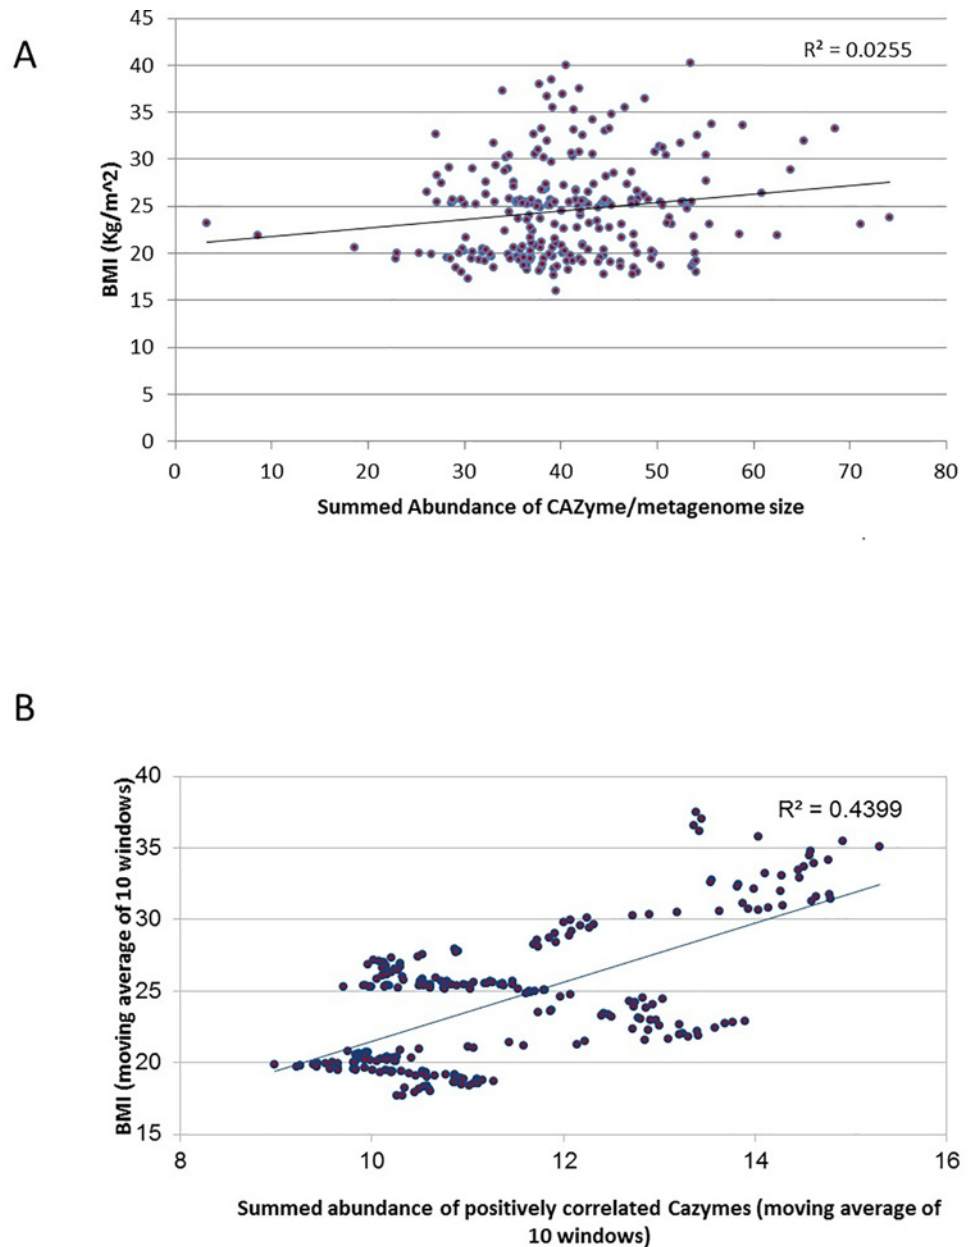 A
R² = 0.0255
45
40
35
30
25
20
15
10
5
0
BMI (Kg/m^2)
0 10 20 30 40 50 60 70 80
Summed Abundance of CAZyme/metagenome size
B
R² = 0.4399
40
35
30
25
20
15
BMI (moving average of 10 windows)
8 10 12 14 16
Summed abundance of positively correlated Cazymes (moving average of
10 windows)